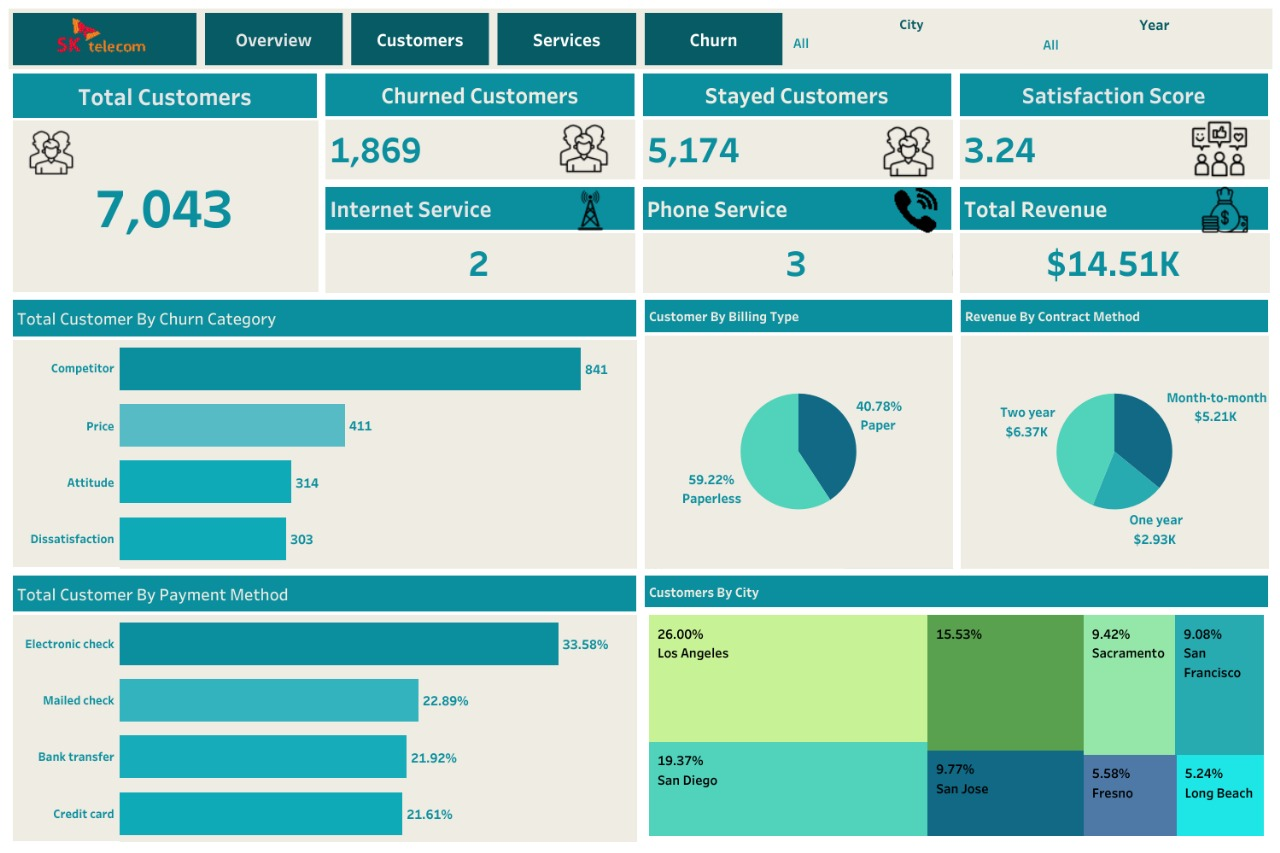 SK telecom
Overview
Customers
Services
Churn
City
All
Year
All
Total Customers
7,043
Churned Customers
1,869
Stayed Customers
5,174
Satisfaction Score
3.24
Internet Service
2
Phone Service
3
Total Revenue
$14.51K
Total Customer By Churn Category
Competitor
841
Price
411
Attitude
314
Dissatisfaction
303
Customer By Billing Type
40.78%
Paper
59.22%
Paperless
Revenue By Contract Method
Month-to-month
$5.21K
Two year
$6.37K
One year
$2.93K
Total Customer By Payment Method
Electronic check
33.58%
Mailed check
22.89%
Bank transfer
21.92%
Credit card
21.61%
Customers By City
26.00%
Los Angeles
15.53%
9.42%
Sacramento
9.08%
San
Francisco
19.37%
San Diego
9.77%
San Jose
5.58%
Fresno
5.24%
Long Beach